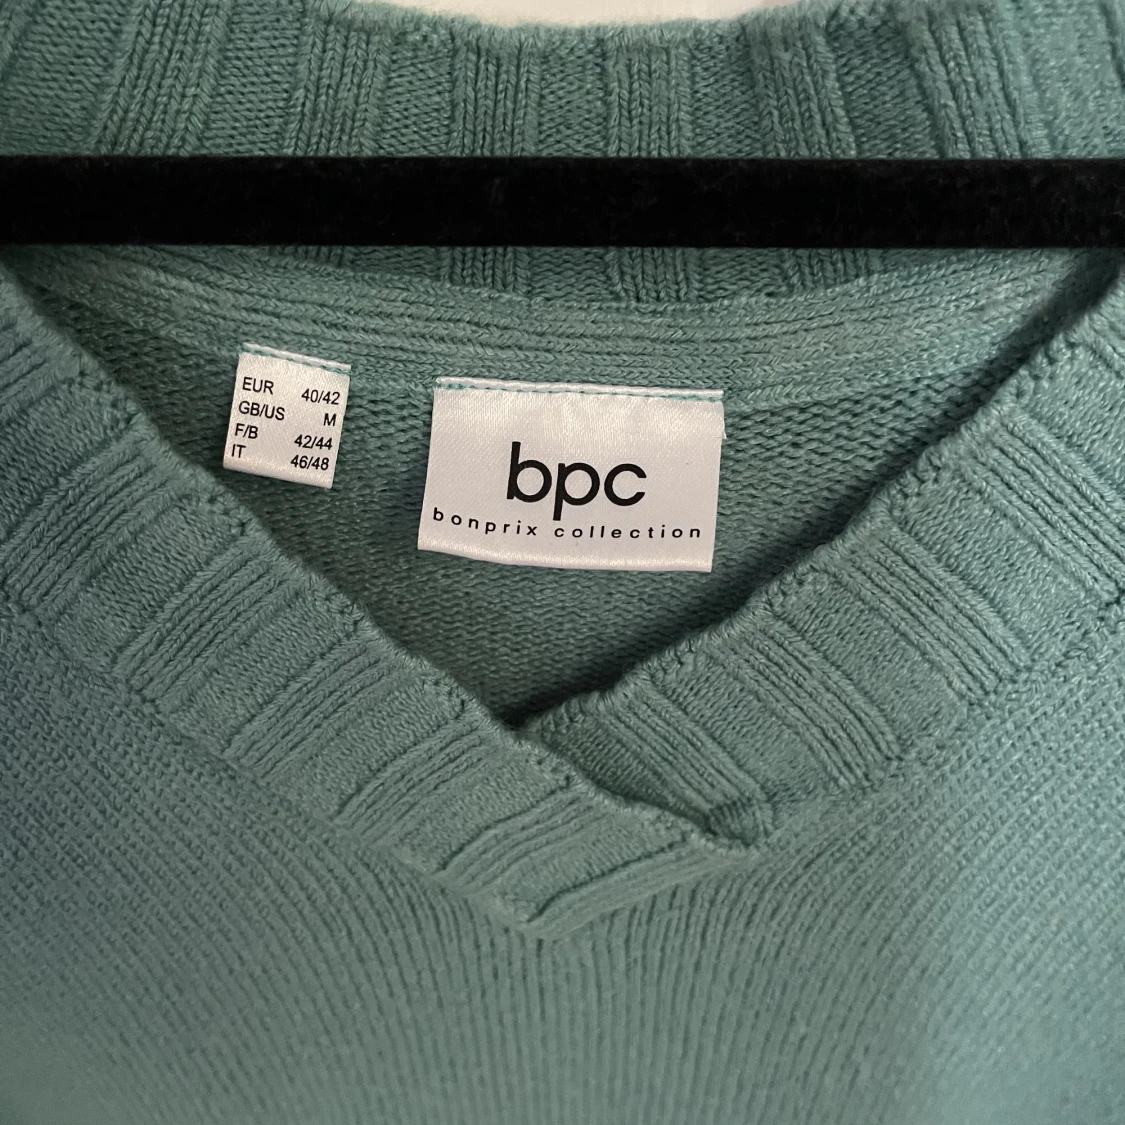 EUR 40/42
GB/US M
F/B 42/44
IT 46/48
bpc
bonprix collection